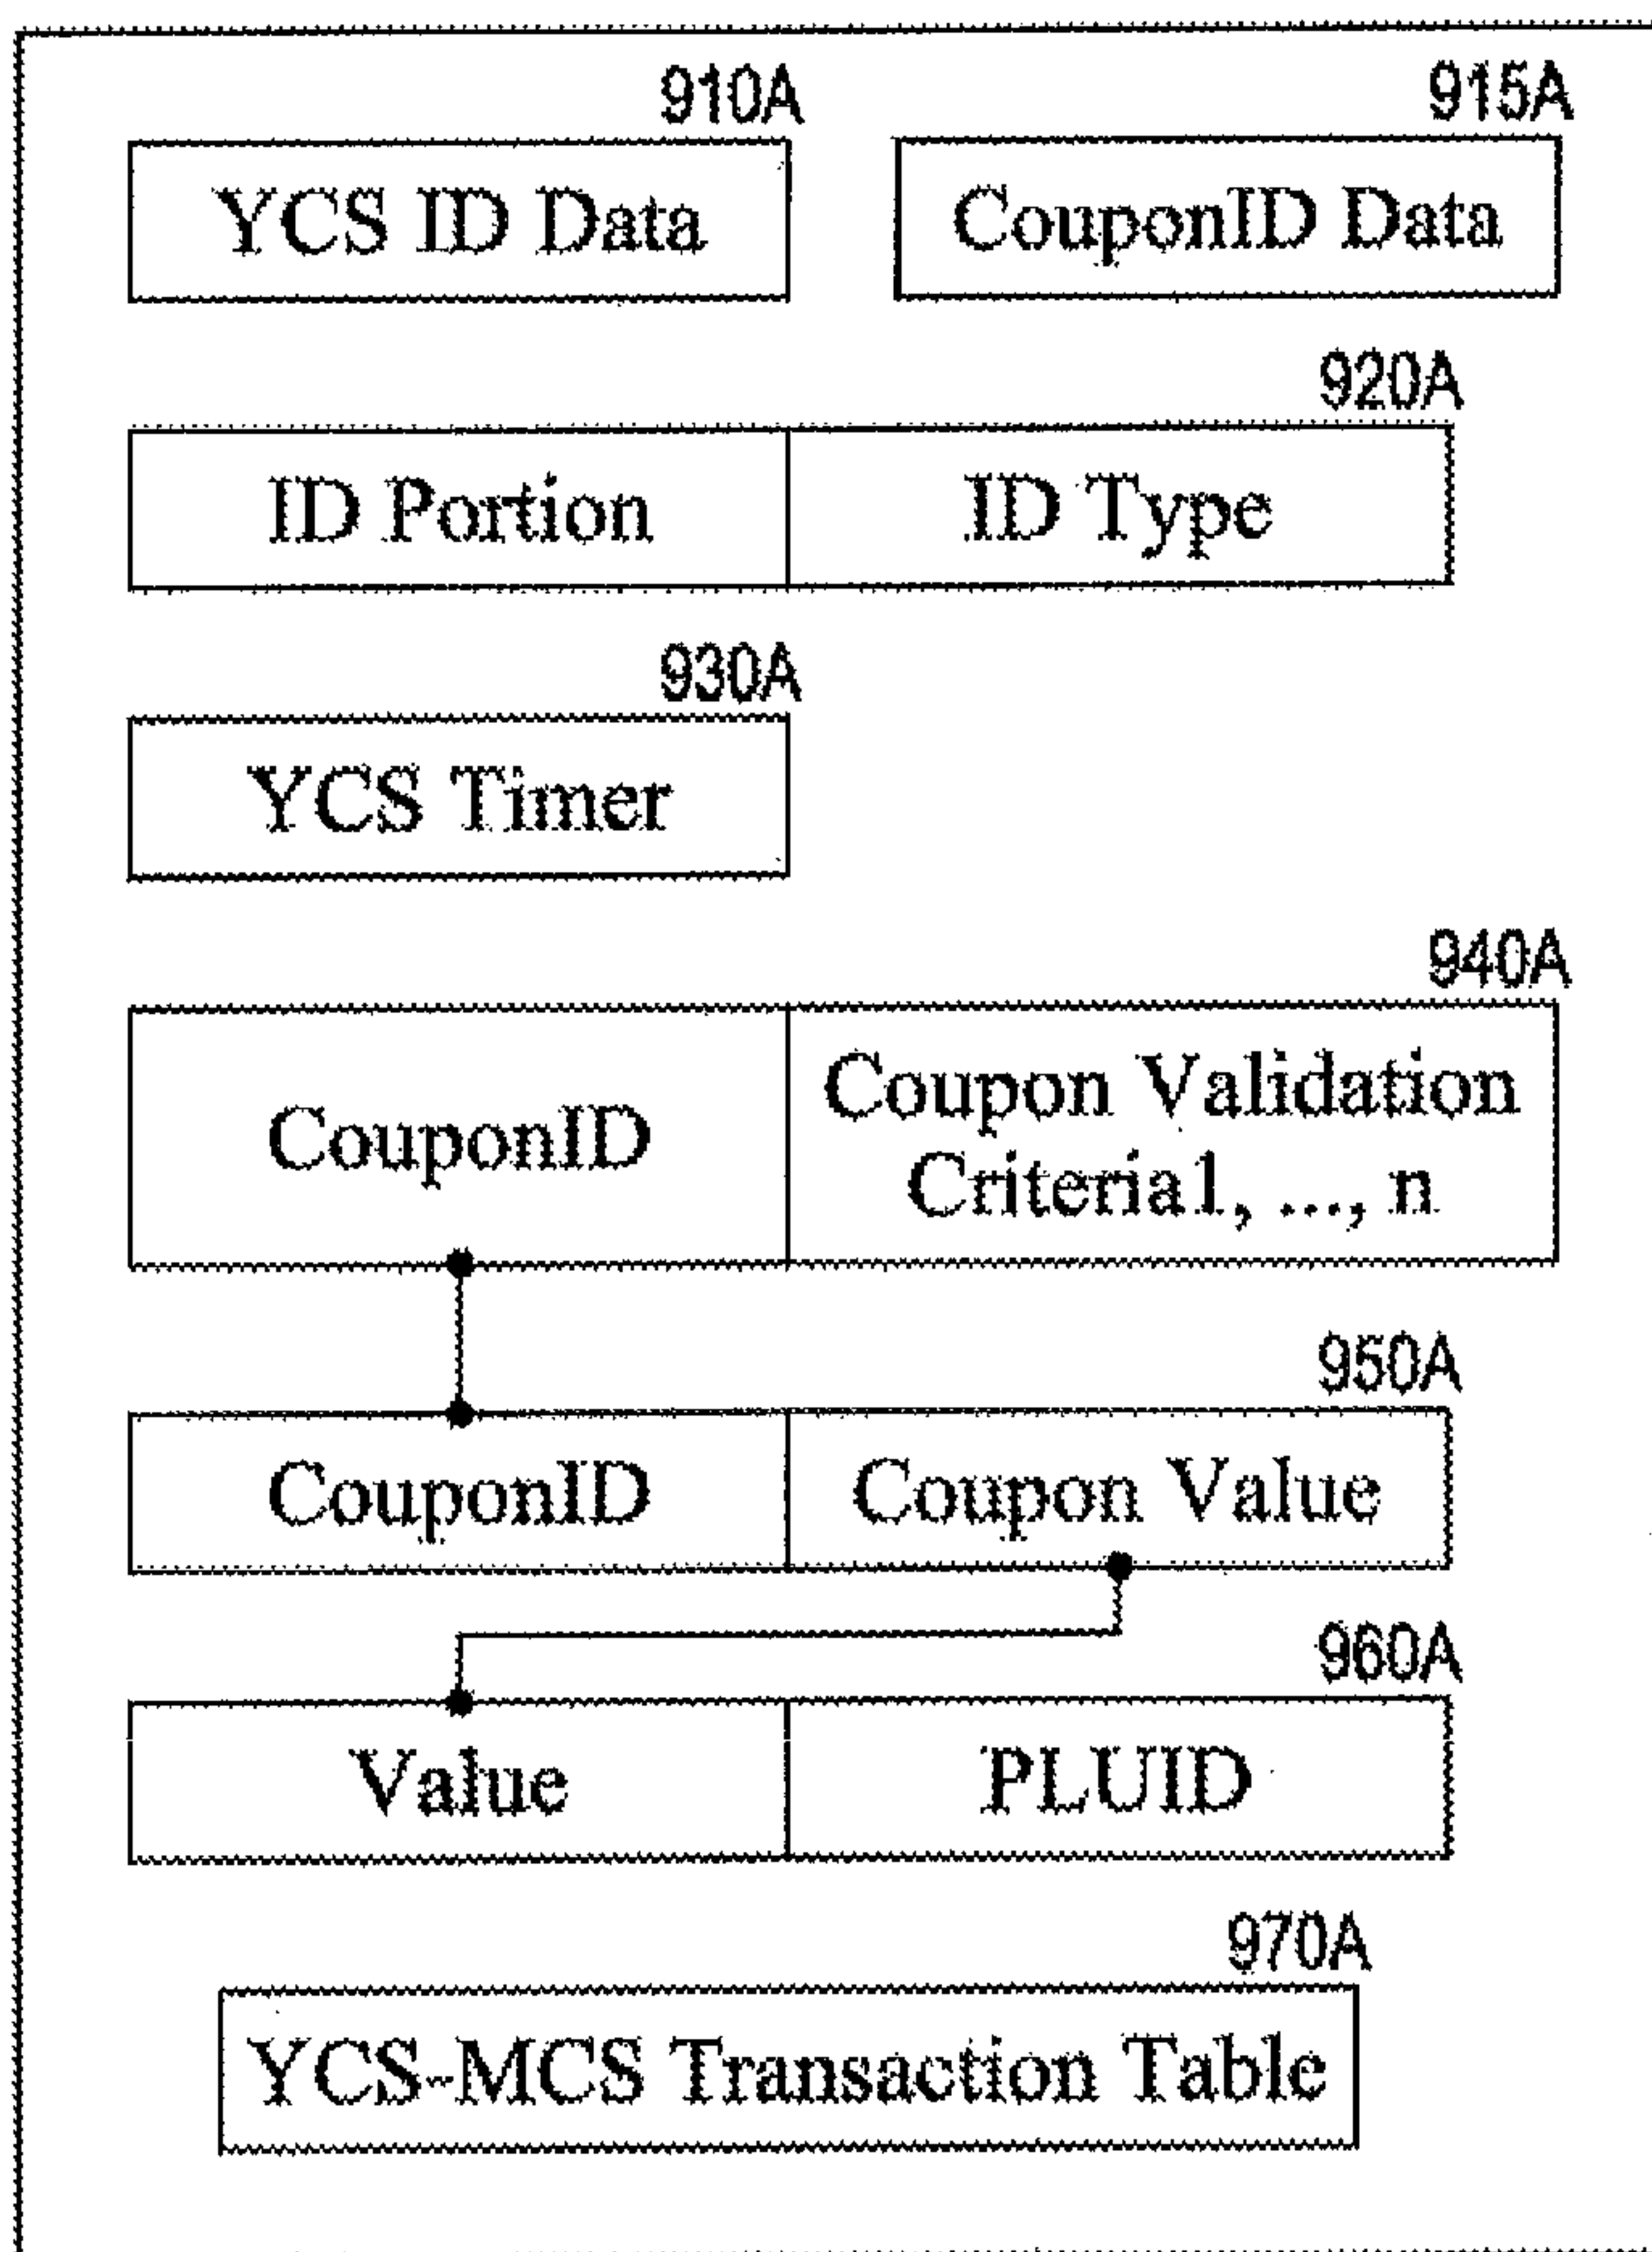 910A
915A
YCS ID Data
CouponID Data
920A
ID Portion
ID Type
930A
YCS Timer
940A
CouponID
Coupon Validation
Criteria1, ..., n
950A
CouponID
Coupon Value
960A
Value
PLUID
970A
YCS-MCS Transaction Table